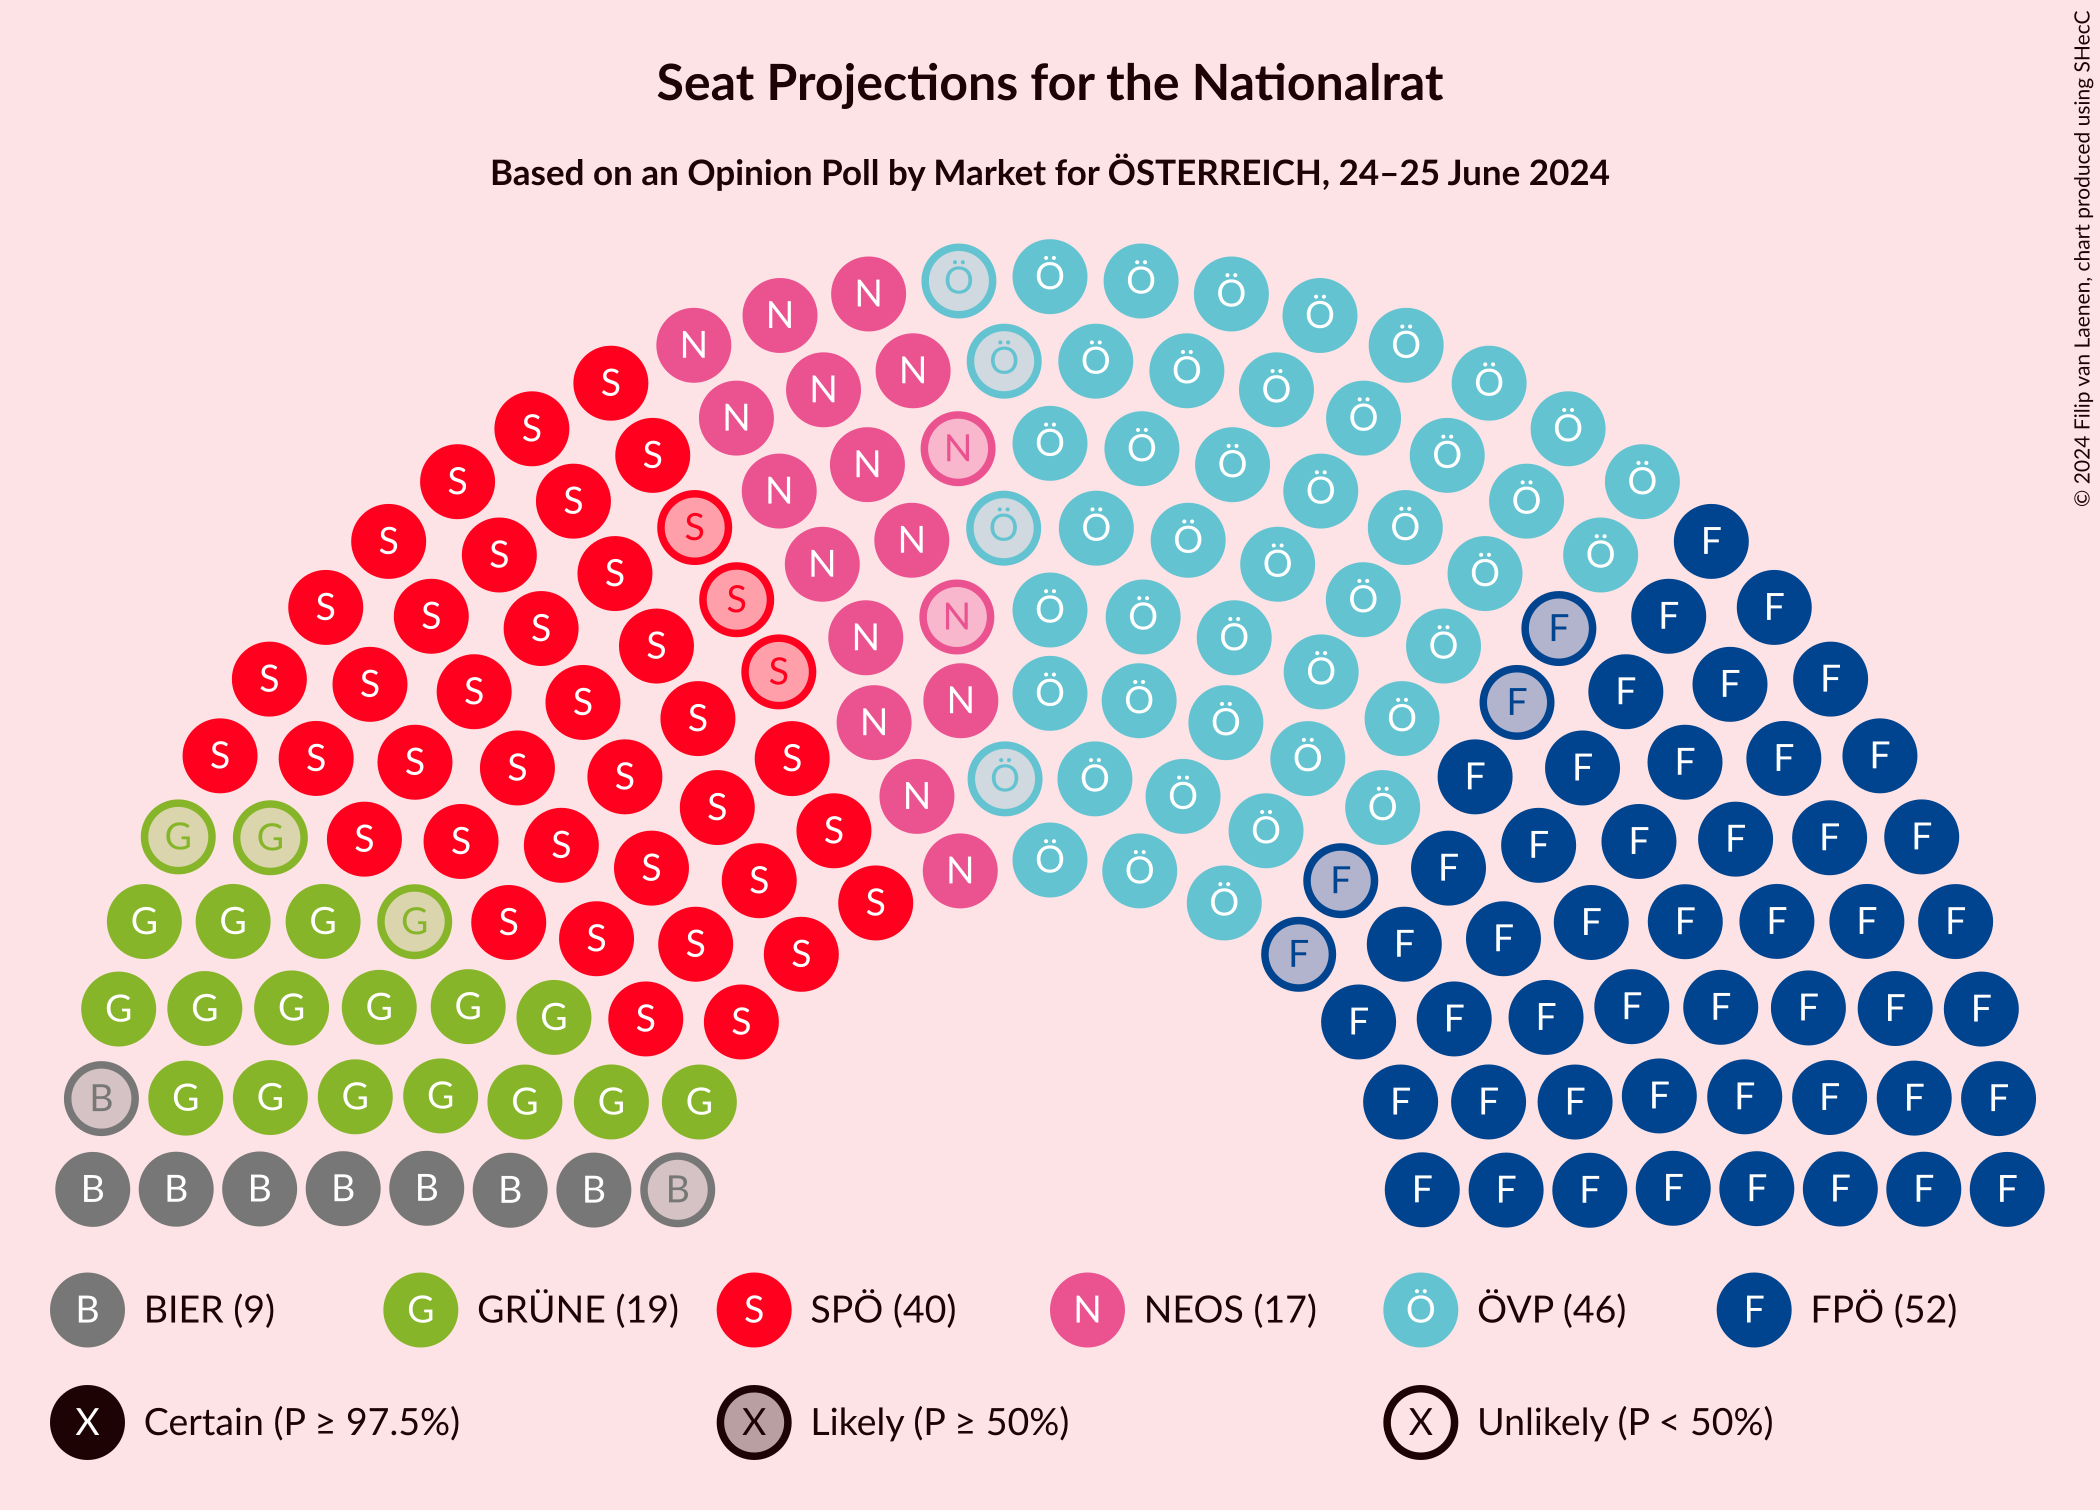 Seat Projections for the Nationalrat
Based on an Opinion Poll by Market for ÖSTERREICH, 24–25 June 2024
© 2024 Filip van Laenen, chart produced using SHecC
Ö Ö Ö Ö Ö Ö Ö Ö Ö
N N N
S S S S S S S
G G G G
B B
F F F F F F F F F F
B BIER (9) G GRÜNE (19) S SPÖ (40) N NEOS (17) Ö ÖVP (46) F FPÖ (52)
X Certain (P ≥ 97.5%) X Likely (P ≥ 50%) X Unlikely (P < 50%)